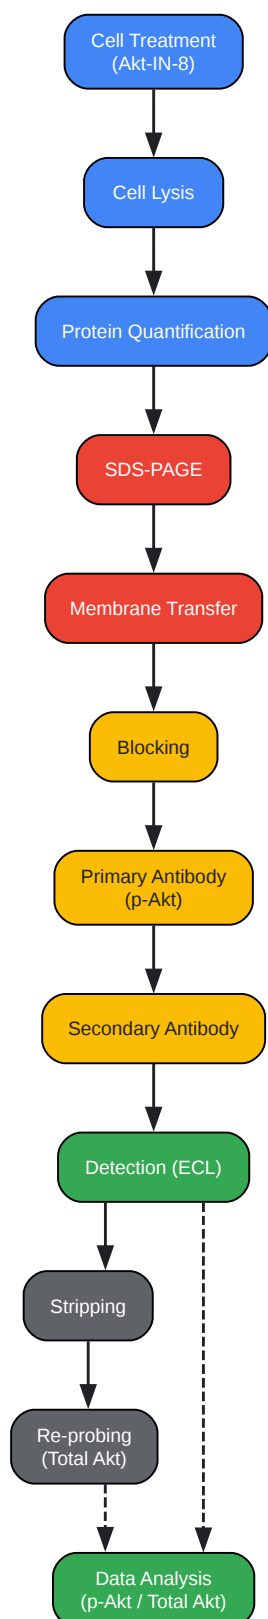 Cell Treatment
(Akt-IN-8)
Cell Lysis
Protein Quantification
SDS-PAGE
Membrane Transfer
Blocking
Primary Antibody
(p-Akt)
Secondary Antibody
Detection (ECL)
Stripping
Re-probing
(Total Akt)
Data Analysis
(p-Akt / Total Akt)